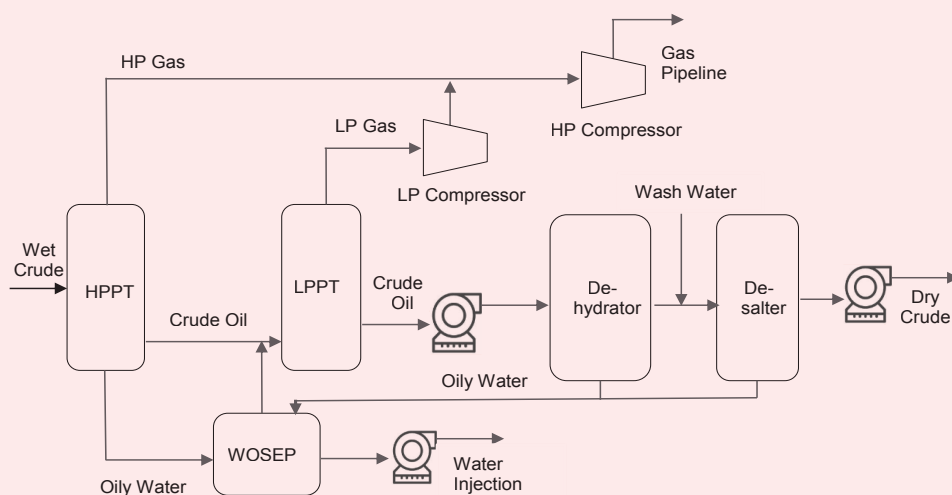 HP Gas
Gas
Pipeline
HP Compressor
LP Gas
LP Compressor
Wash Water
Wet
Crude
HPPT
LPPT
Crude
Oil
De-
hydrator
De-
salter
Dry
Crude
Crude Oil
Oily Water
WOSEP
Oily Water
Water
Injection